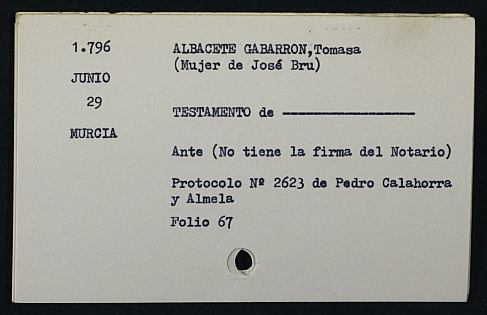 1.796
JUNIO
29
MURCIA
ALBACETE GABARRON,Tomasa
(Mujer de José Bru)
TESTAMENTO de ------------------
Ante (No tiene la firma del Notario)
Protocolo Nº 2623 de Pedro Calahorra
y Almela
Folio 67